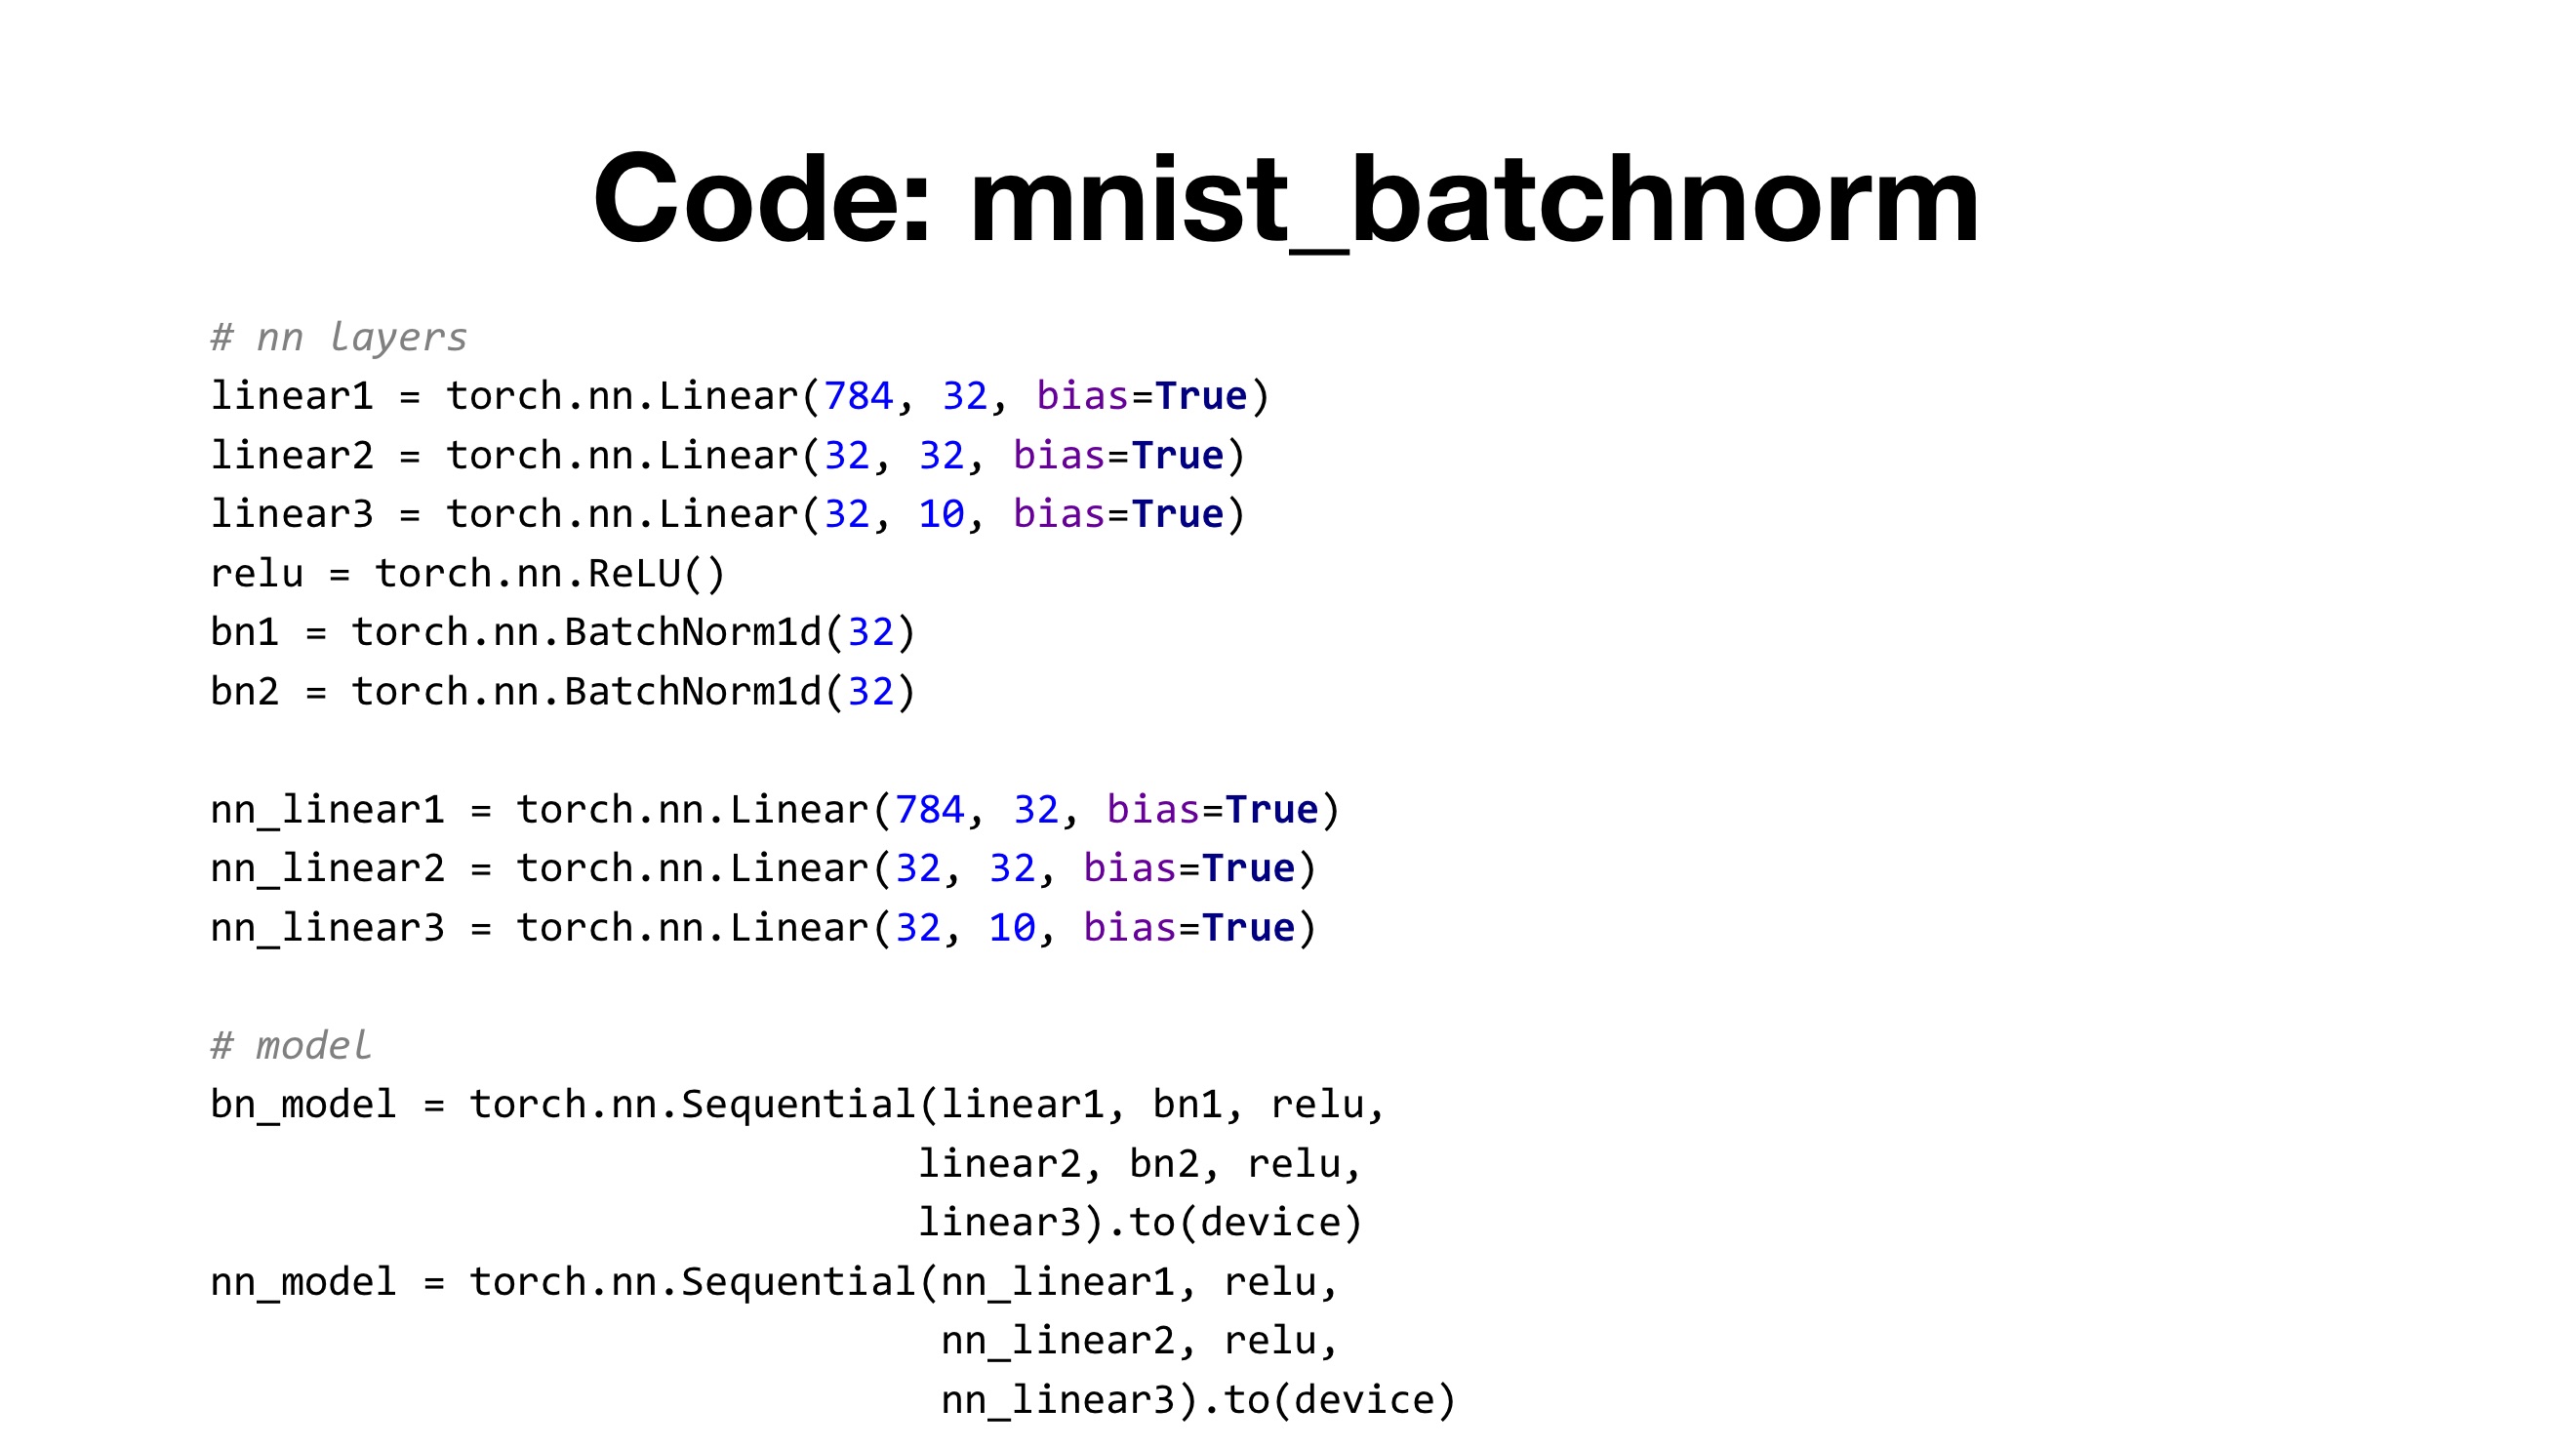 Code: mnist_batchnorm
# nn layers
linear1 = torch.nn.Linear(784, 32, bias=True)
linear2 = torch.nn.Linear(32, 32, bias=True)
linear3 = torch.nn.Linear(32, 10, bias=True)
relu = torch.nn.ReLU()
bn1 = torch.nn.BatchNorm1d(32)
bn2 = torch.nn.BatchNorm1d(32)
nn_linear1 = torch.nn.Linear(784, 32, bias=True)
nn_linear2 = torch.nn.Linear(32, 32, bias=True)
nn_linear3 = torch.nn.Linear(32, 10, bias=True)
# model
bn_model = torch.nn.Sequential(linear1, bn1, relu,
linear2, bn2, relu,
linear3).to(device)
nn_model = torch.nn.Sequential(nn_linear1, relu,
nn_linear2, relu,
nn_linear3).to(device)